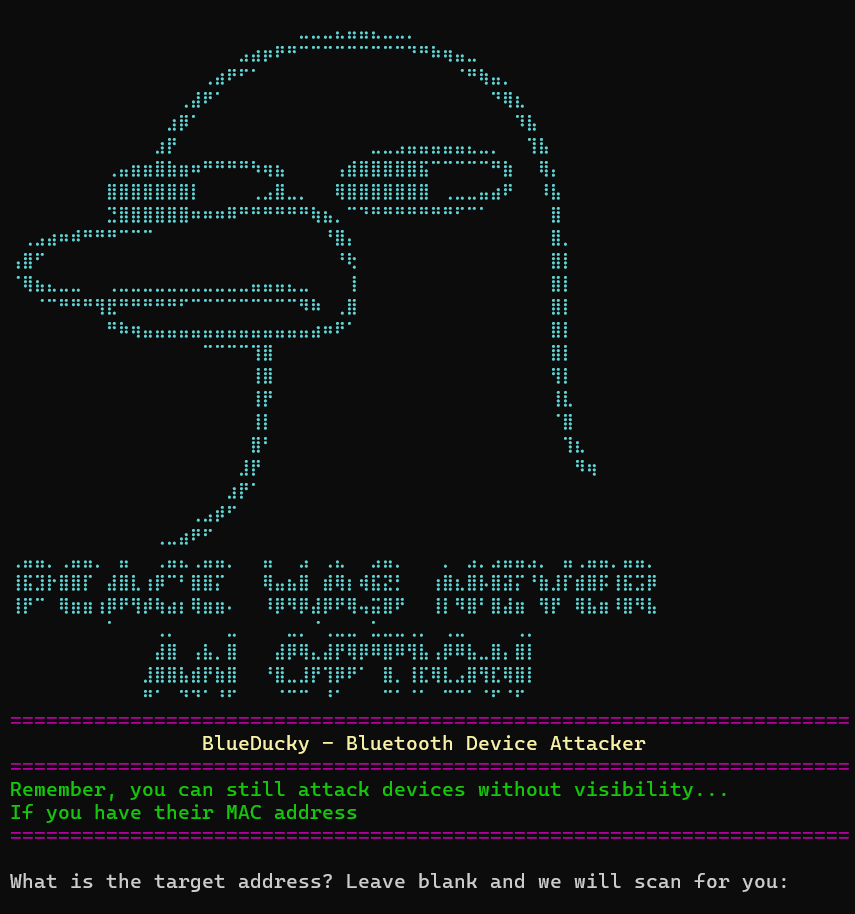 PEACE WAS NEVER
AN OPTION
BlueDucky - Bluetooth Device Attacker
Remember, you can still attack devices without visibility...
If you have their MAC address
What is the target address? Leave blank and we will scan for you: